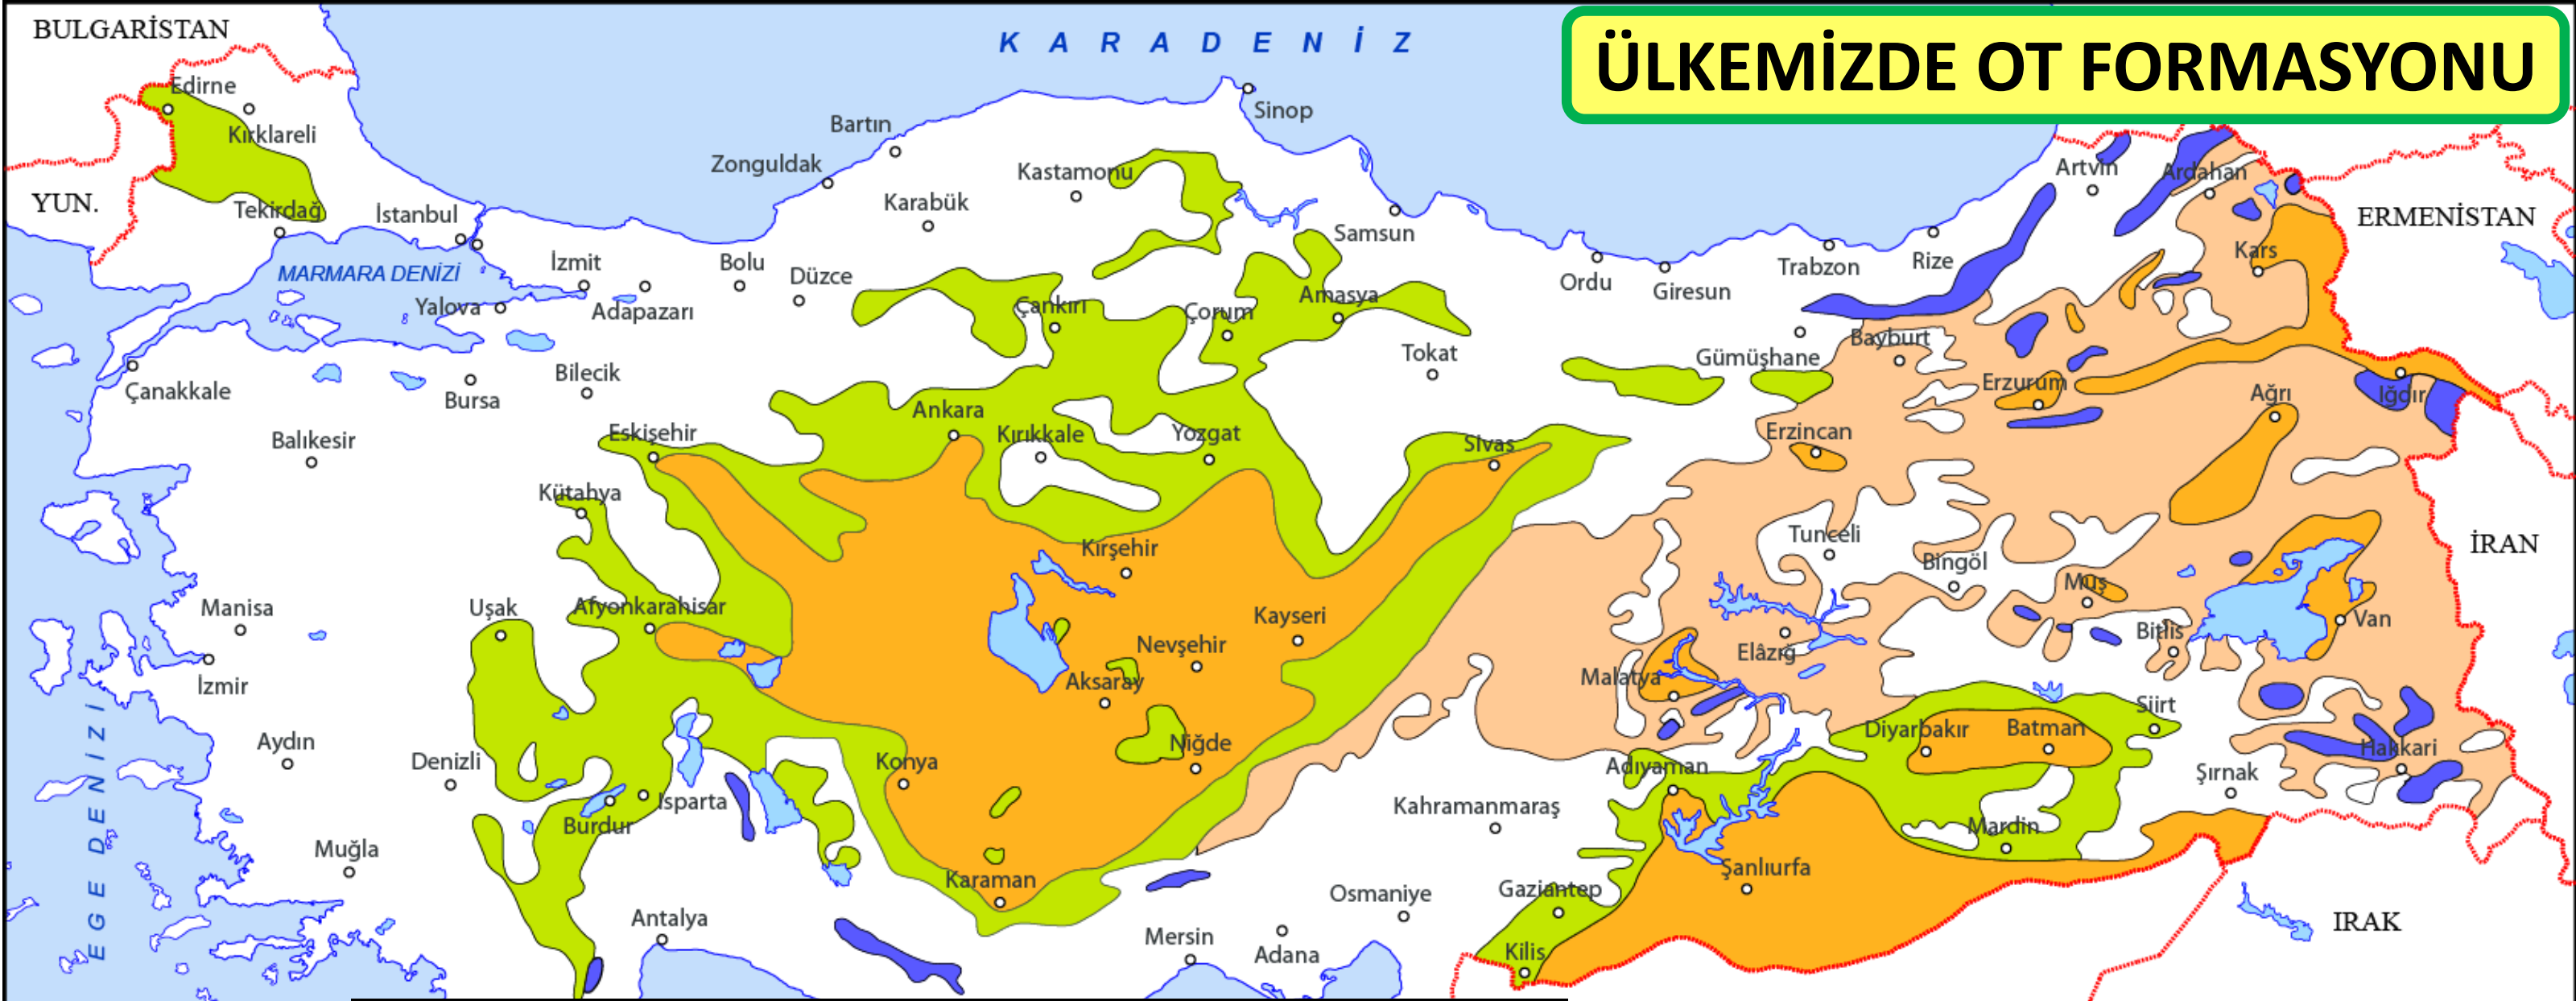 ÜLKEMİZDE OT FORMASYONU
BULGARİSTAN
KARADENİZ
Edirne
Kırklareli
YUN.
Tekirdağ
İstanbul
MARMARA DENİZİ
Yalova
İzmit
Adapazarı
Bolu
Düzce
Zonguldak
Bartın
Karabük
Kastamonu
Sinop
Samsun
Ordu
Giresun
Trabzon
Rize
Artvin
Ardahan
ERMENİSTAN
Kars
Çanakkale
Bursa
Bilecik
Çankırı
Çorum
Amasya
Tokat
Gümüşhane
Bayburt
Erzurum
Ağrı
Iğdır
Balıkesir
Eskişehir
Ankara
Kırıkkale
Yozgat
Sivas
Erzincan
Kütahya
Kırşehir
Tunceli
Bingöl
Muş
İRAN
Manisa
Uşak
Afyonkarahisar
Kayseri
Nevşehir
Aksaray
Malatya
Elâzığ
Bitlis
Van
İzmir
EGE DENİZİ
Aydın
Denizli
Isparta
Burdur
Konya
Niğde
Adıyaman
Diyarbakır
Batman
Siirt
Şırnak
Hakkari
Muğla
Antalya
Karaman
Mersin
Adana
Osmaniye
Kahramanmaraş
Gaziantep
Kilis
Şanlıurfa
Mardin
IRAK